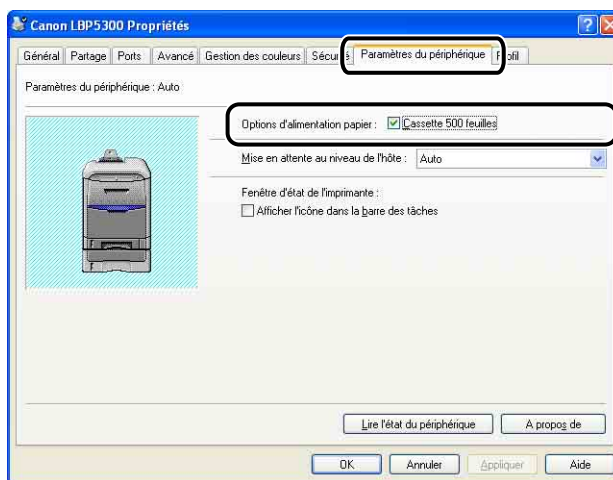 Canon LBP5300 Propriétés
Général Partage Ports Avancé Gestion des couleurs Sécurité Paramètres du périphérique Profil
Paramètres du périphérique : Auto
Options d'alimentation papier : Cassette 500 feuilles
Mise en attente au niveau de l'hôte : Auto
Fenêtre d'état de l'imprimante :
Afficher l'icône dans la barre des tâches
Lire l'état du périphérique A propos de
OK Annuler Appliquer Aide